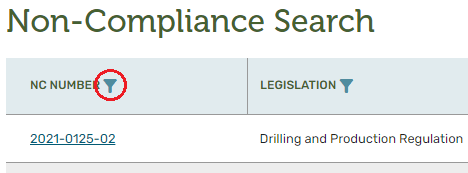 Non-Compliance Search
NC NUMBER LEGISLATION
2021-0125-02 Drilling and Production Regulation